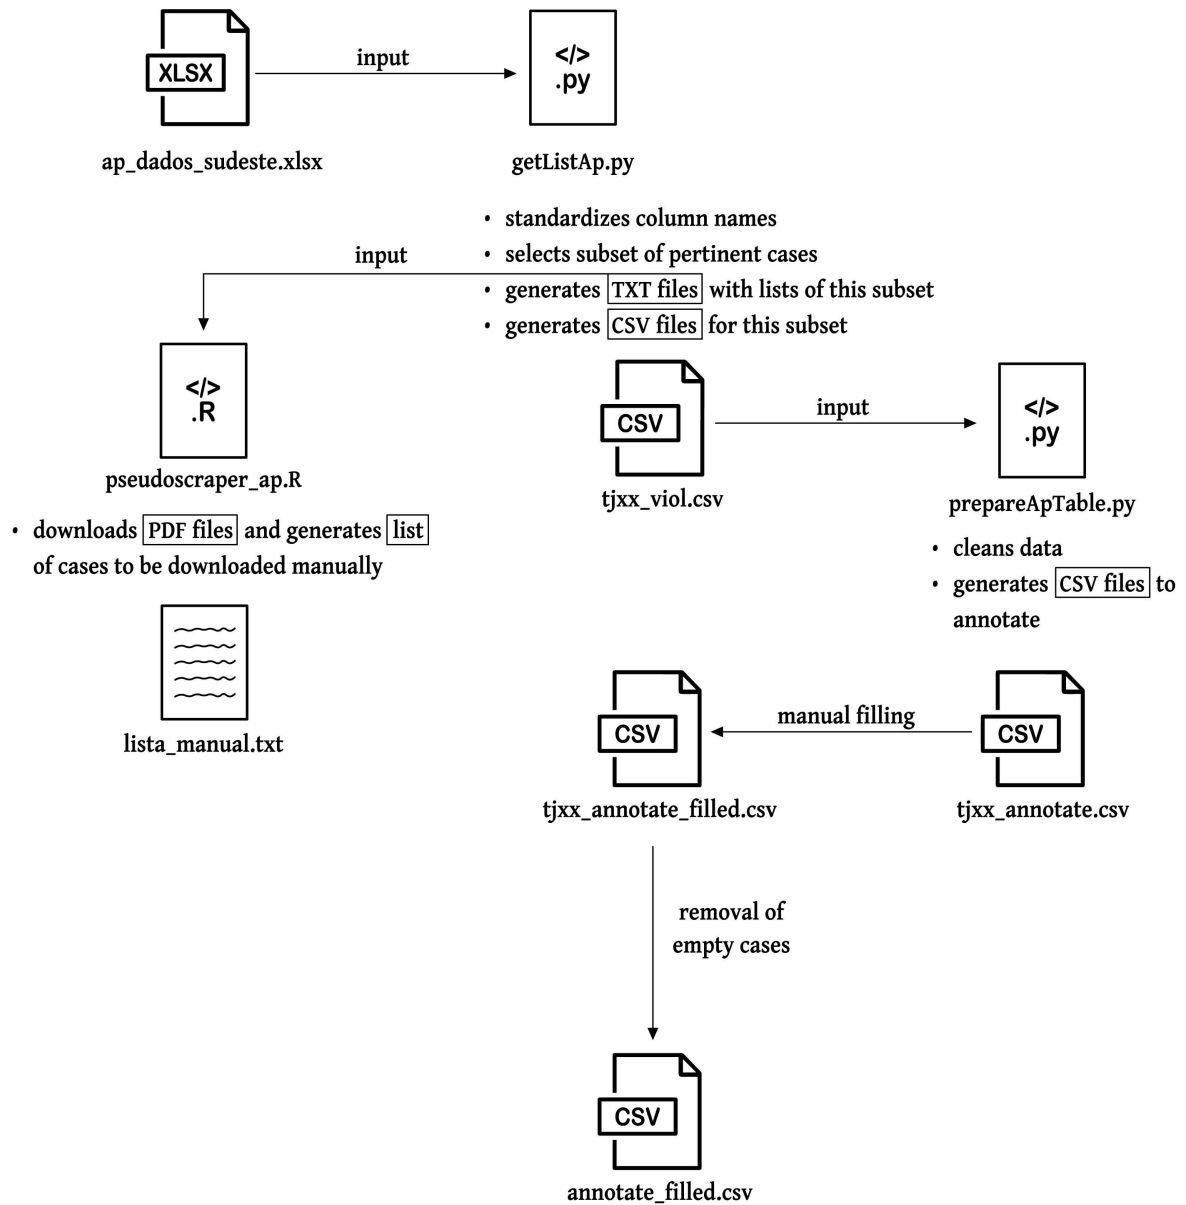 XLSX
input
</>
.py
ap_dados_sudeste.xlsx
getListAp.py
• standardizes column names
• selects subset of pertinent cases
• generates TXT files with lists of this subset
• generates CSV files for this subset
input
</>
.R
pseudoscraper_ap.R
• downloads PDF files and generates list
of cases to be downloaded manually
lista_manual.txt
CSV
tjxx_viol.csv
input
</>
.py
prepareApTable.py
• cleans data
• generates CSV files to
annotate
CSV
tjxx_annotate.csv
manual filling
CSV
tjxx_annotate_filled.csv
removal of
empty cases
CSV
annotate_filled.csv